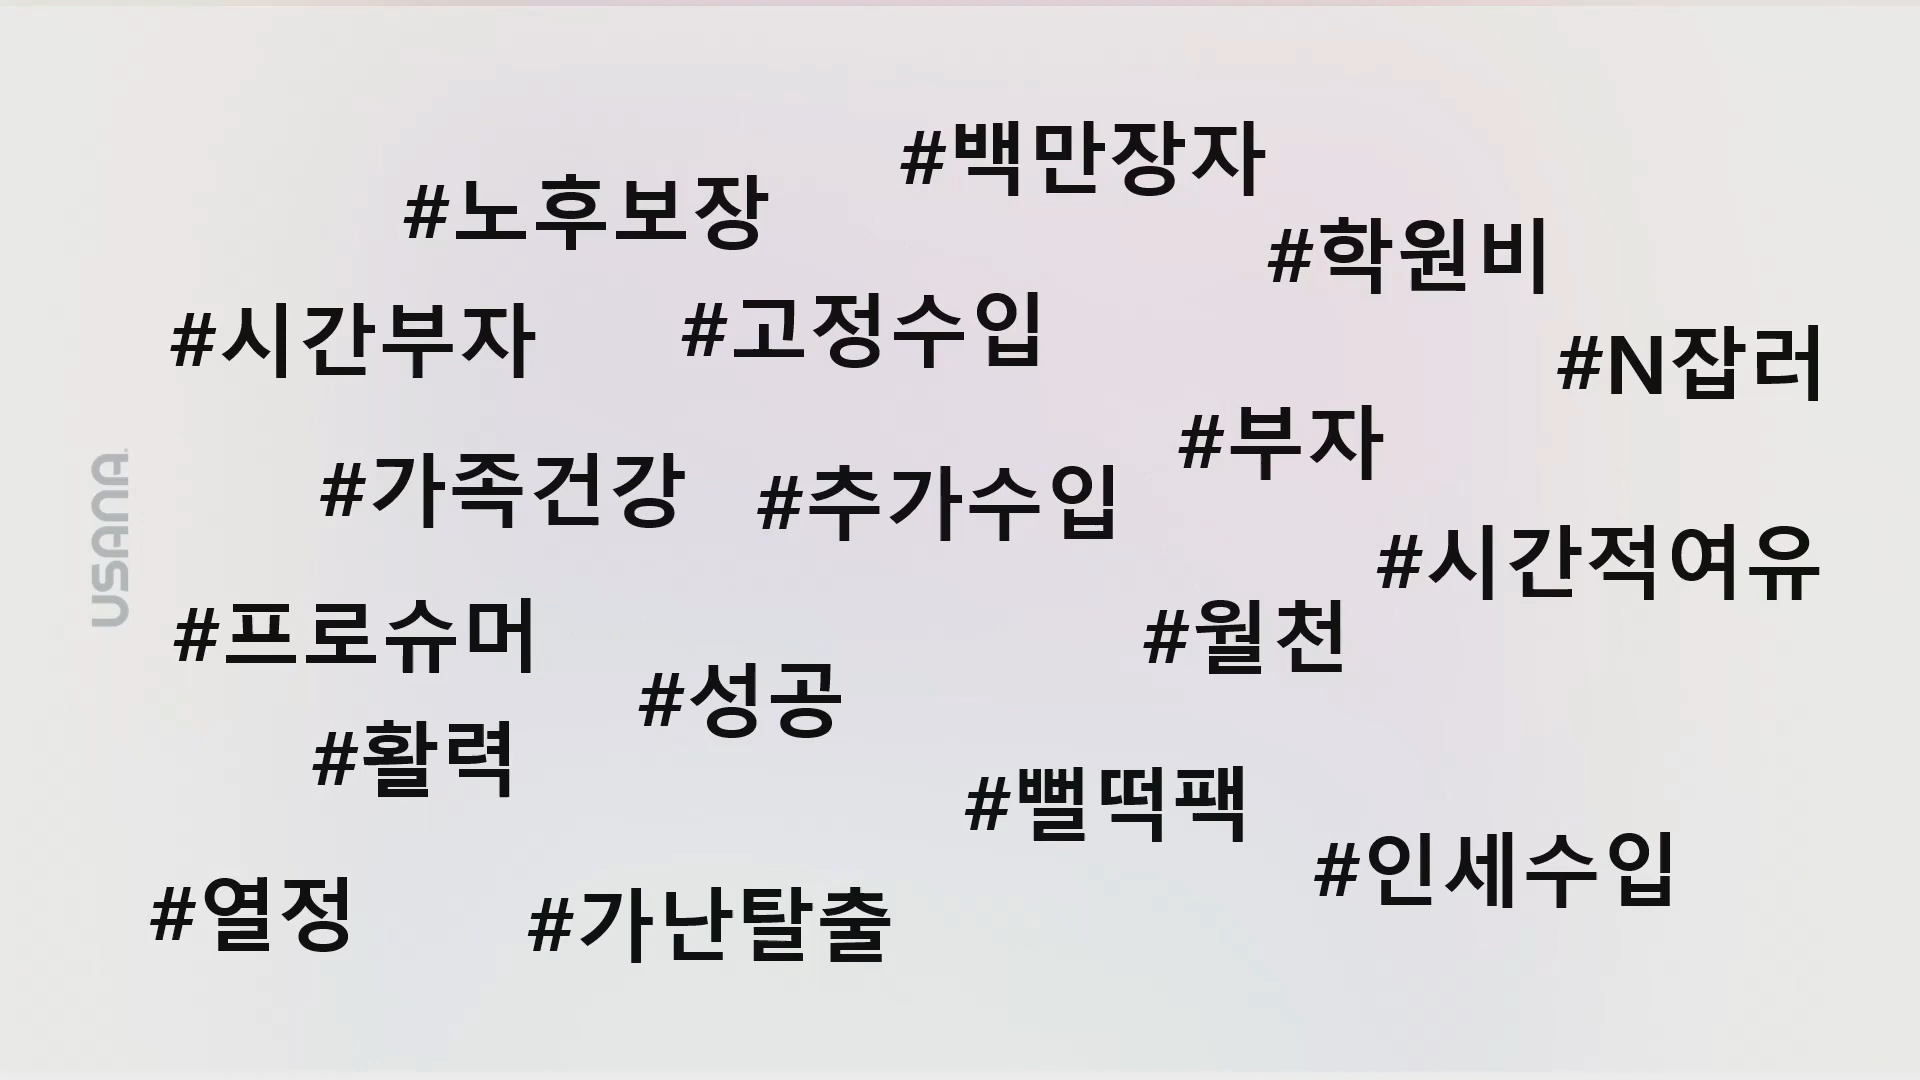 #백만장자
#노후보장
#학원비
#시간부자
#고정수입
#N잡러
#부자
#가족건강
#추가수입
#시간적여유
USANA
#프로슈머
#월천
#성공
#활력
#뻘떡팩
#인세수입
#열정
#가난탈출